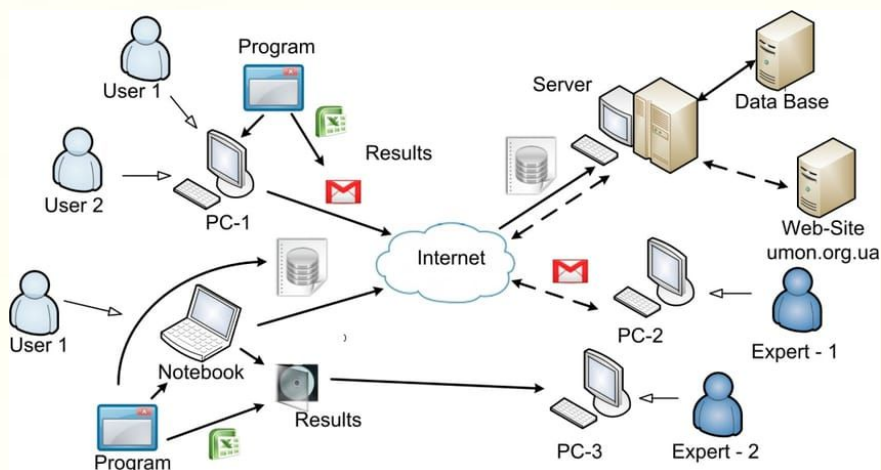 Program
User 1
Server
Data Base
Results
User 2
PC-1
Web-Site
umon.org.ua
Internet
User 1
PC-2
Expert - 1
Notebook
Results
PC-3
Expert - 2
Program